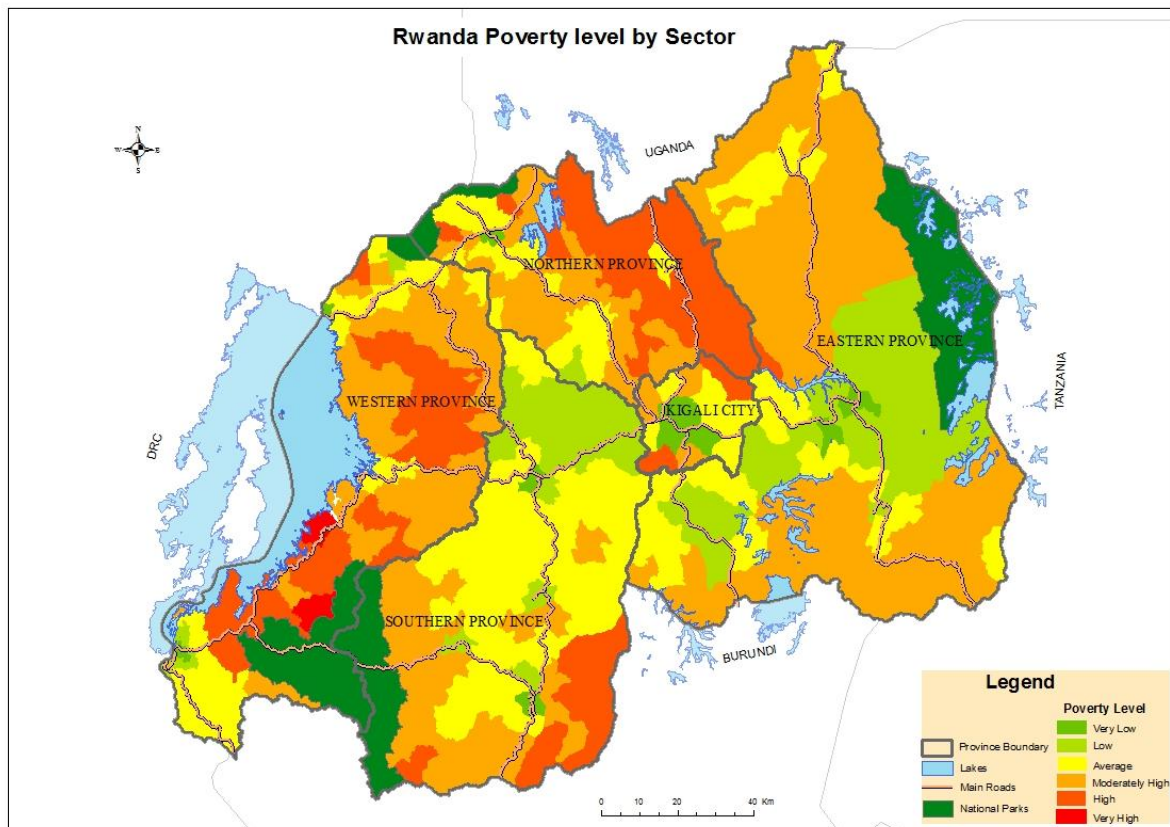 Rwanda Poverty level by Sector
N
W E
S
UGANDA
NORTHERN PROVINCE
EASTERN PROVINCE
WESTERN PROVINCE
KIGALI CITY
TANZANIA
DRC
SOUTHERN PROVINCE
BURUNDI
Legend
Poverty Level
Very Low
Low
Average
Moderately High
High
Very High
Province Boundary
Lakes
Main Roads
National Parks
0 10 20 40 Km